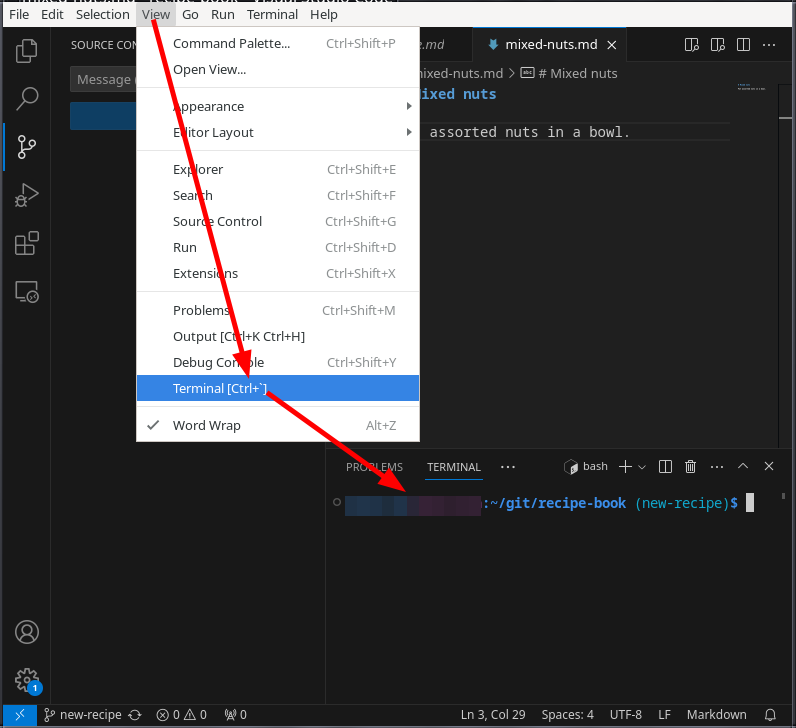 File Edit Selection View Go Run Terminal Help
SOURCE CON
Message
Command Palette... Ctrl+Shift+P
Open View...
Appearance
Editor Layout
Explorer Ctrl+Shift+E
Search Ctrl+Shift+F
Source Control Ctrl+Shift+G
Run Ctrl+Shift+D
Extensions Ctrl+Shift+X
Problems Ctrl+Shift+M
Output [Ctrl+K Ctrl+H]
Debug Console Ctrl+Shift+Y
Terminal [Ctrl+`]
Word Wrap Alt+Z
e.md mixed-nuts.md
mixed-nuts.md > # Mixed nuts
Mixed nuts
assorted nuts in a bowl.
PROBLEMS TERMINAL ... bash
:~/git/recipe-book (new-recipe)$
1
new-recipe 0 0 0 Ln 3, Col 29 Spaces: 4 UTF-8 LF Markdown